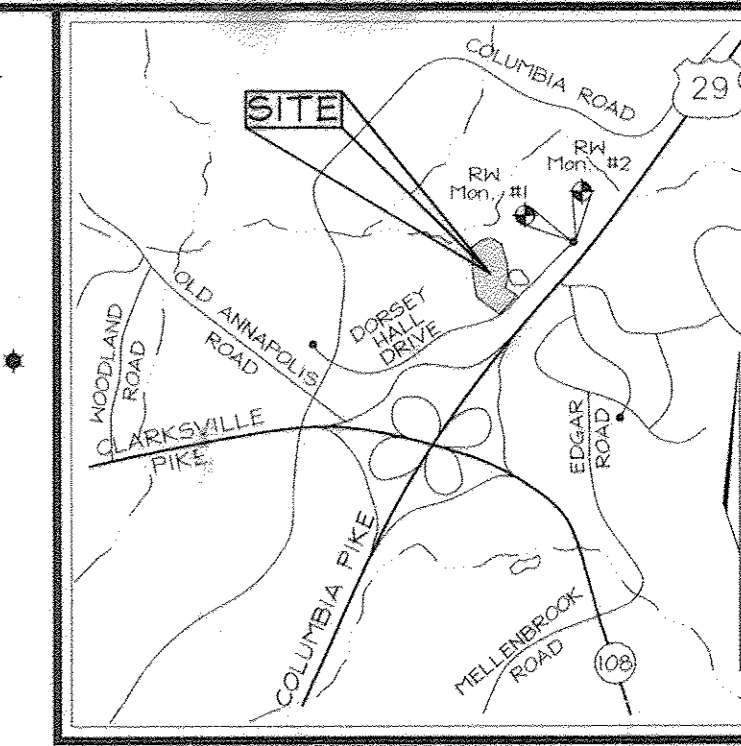 COLUMBIA ROAD
29
SITE
RW
Mon. #2
RW
Mon. #1
OLD ANNAPOLIS
ROAD
DORSEY
HALL
DRIVE
WOODLAND
ROAD
CLARKSVILLE
PIKE
EDGAR
ROAD
COLUMBIA PIKE
MELLENBROOK
ROAD
108